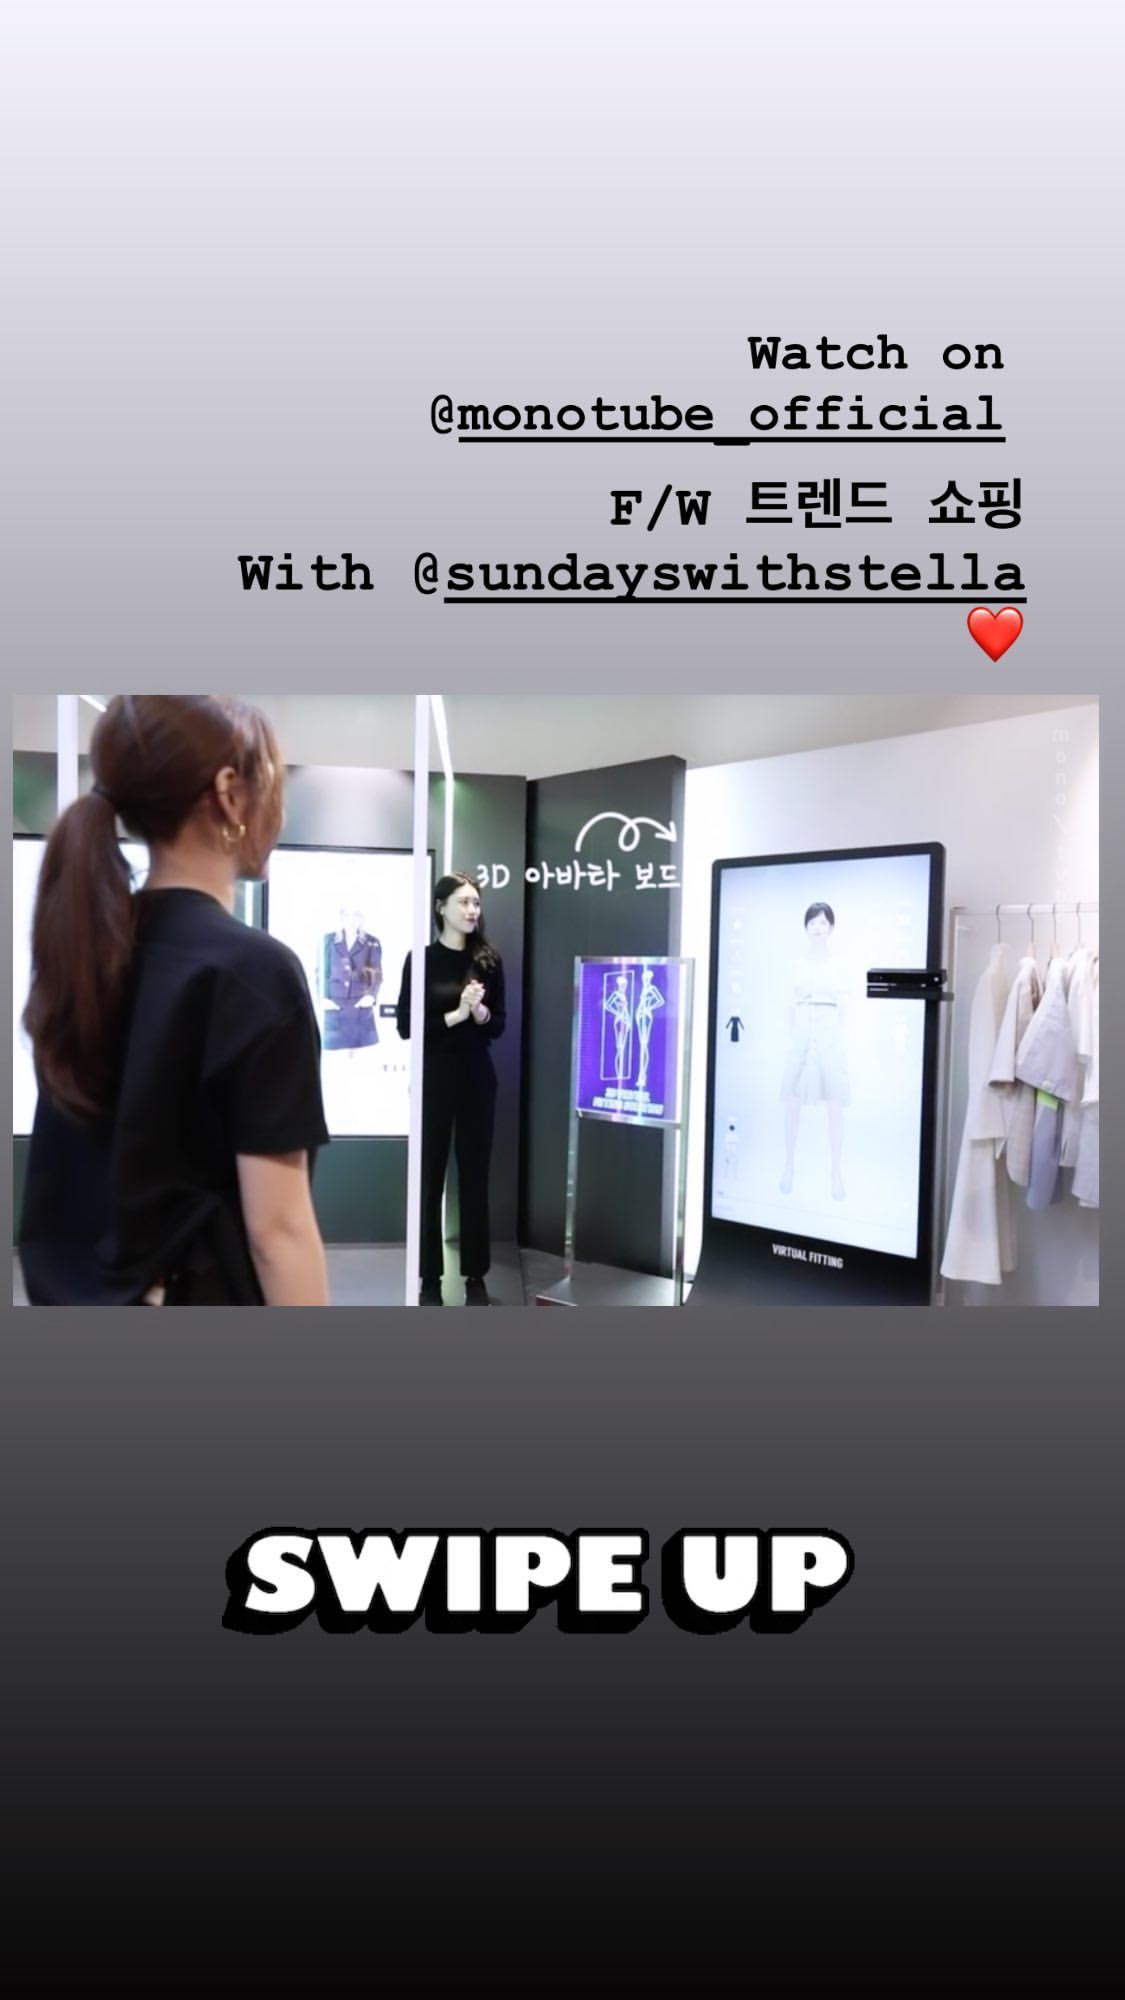 Watch on
@monotube_official
F/W 트렌드 쇼핑
With @sundayswithstella
3D 아바타 보드
VIRTUAL FITTING
SWIPE UP